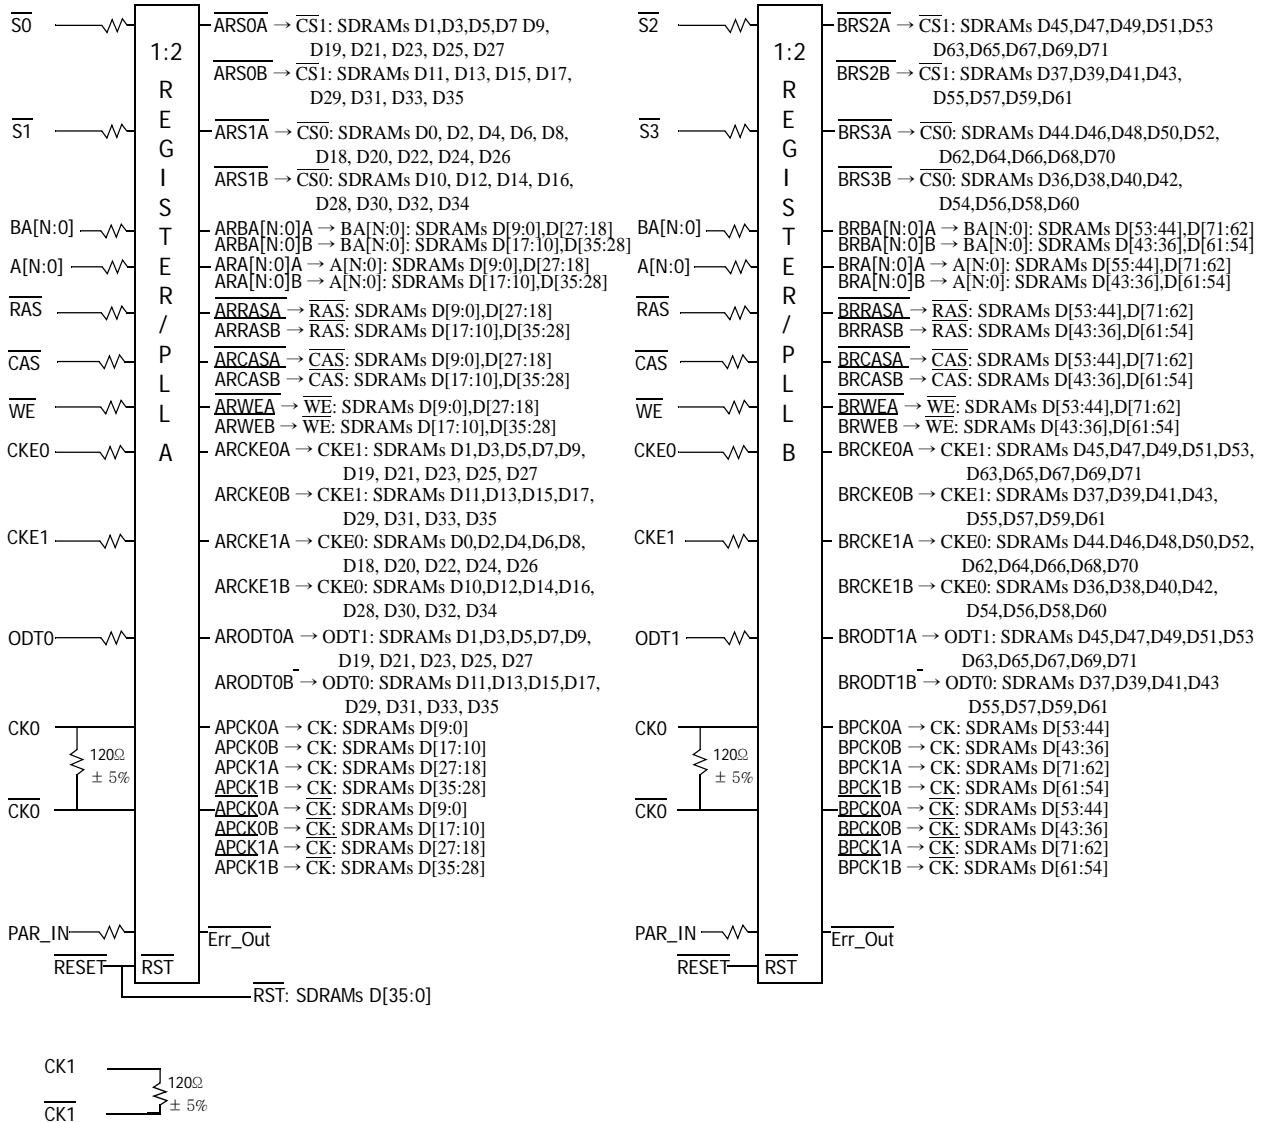 S0
ARS0A → CS1: SDRAMs D1,D3,D5,D7 D9,
D19, D21, D23, D25, D27
ARS0B → CS1: SDRAMs D11, D13, D15, D17,
D29, D31, D33, D35
S1
ARS1A → CS0: SDRAMs D0, D2, D4, D6, D8,
D18, D20, D22, D24, D26
ARS1B → CS0: SDRAMs D10, D12, D14, D16,
D28, D30, D32, D34
BA[N:0]
ARBA[N:0]A → BA[N:0]: SDRAMs D[9:0],D[27:18]
ARBA[N:0]B → BA[N:0]: SDRAMs D[17:10],D[35:28]
A[N:0]
ARA[N:0]A → A[N:0]: SDRAMs D[9:0],D[27:18]
ARA[N:0]B → A[N:0]: SDRAMs D[17:10],D[35:28]
RAS
ARRASA → RAS: SDRAMs D[9:0],D[27:18]
ARRASB → RAS: SDRAMs D[17:10],D[35:28]
CAS
ARCASA → CAS: SDRAMs D[9:0],D[27:18]
ARCASB → CAS: SDRAMs D[17:10],D[35:28]
WE
ARWEA → WE: SDRAMs D[9:0],D[27:18]
ARWEB → WE: SDRAMs D[17:10],D[35:28]
CKE0
ARCKE0A → CKE1: SDRAMs D1,D3,D5,D7,D9,
D19, D21, D23, D25, D27
ARCKE0B → CKE1: SDRAMs D11,D13,D15,D17,
D29, D31, D33, D35
CKE1
ARCKE1A → CKE0: SDRAMs D0,D2,D4,D6,D8,
D18, D20, D22, D24, D26
ARCKE1B → CKE0: SDRAMs D10,D12,D14,D16,
D28, D30, D32, D34
ODT0
ARODT0A → ODT1: SDRAMs D1,D3,D5,D7,D9,
D19, D21, D23, D25, D27
ARODT0B → ODT0: SDRAMs D11,D13,D15,D17,
D29, D31, D33, D35
CK0
120Ω
± 5%
CK0
APCK0A → CK: SDRAMs D[9:0]
APCK0B → CK: SDRAMs D[17:10]
APCK1A → CK: SDRAMs D[27:18]
APCK1B → CK: SDRAMs D[35:28]
APCK0A → CK: SDRAMs D[9:0]
APCK0B → CK: SDRAMs D[17:10]
APCK1A → CK: SDRAMs D[27:18]
APCK1B → CK: SDRAMs D[35:28]
PAR_IN
Err_Out
RESET
RST
RST: SDRAMs D[35:0]
1:2
REGISTER/PLL
A
CK1
120Ω
± 5%
CK1
S2
BRS2A → CS1: SDRAMs D45,D47,D49,D51,D53
D63,D65,D67,D69,D71
BRS2B → CS1: SDRAMs D37,D39,D41,D43,
D55,D57,D59,D61
S3
BRS3A → CS0: SDRAMs D44.D46,D48,D50,D52,
D62,D64,D66,D68,D70
BRS3B → CS0: SDRAMs D36,D38,D40,D42,
D54,D56,D58,D60
BA[N:0]
BRBA[N:0]A → BA[N:0]: SDRAMs D[53:44],D[71:62]
BRBA[N:0]B → BA[N:0]: SDRAMs D[43:36],D[61:54]
A[N:0]
BRA[N:0]A → A[N:0]: SDRAMs D[55:44],D[71:62]
BRA[N:0]B → A[N:0]: SDRAMs D[43:36],D[61:54]
RAS
BRRASA → RAS: SDRAMs D[53:44],D[71:62]
BRRASB → RAS: SDRAMs D[43:36],D[61:54]
CAS
BRCASA → CAS: SDRAMs D[53:44],D[71:62]
BRCASB → CAS: SDRAMs D[43:36],D[61:54]
WE
BRWEA → WE: SDRAMs D[53:44],D[71:62]
BRWEB → WE: SDRAMs D[43:36],D[61:54]
CKE0
BRCKE0A → CKE1: SDRAMs D45,D47,D49,D51,D53,
D63,D65,D67,D69,D71
BRCKE0B → CKE1: SDRAMs D37,D39,D41,D43,
D55,D57,D59,D61
CKE1
BRCKE1A → CKE0: SDRAMs D44.D46,D48,D50,D52,
D62,D64,D66,D68,D70
BRCKE1B → CKE0: SDRAMs D36,D38,D40,D42,
D54,D56,D58,D60
ODT1
BRODT1A → ODT1: SDRAMs D45,D47,D49,D51,D53
D63,D65,D67,D69,D71
BRODT1B → ODT0: SDRAMs D37,D39,D41,D43
D55,D57,D59,D61
CK0
120Ω
± 5%
CK0
BPCK0A → CK: SDRAMs D[53:44]
BPCK0B → CK: SDRAMs D[43:36]
BPCK1A → CK: SDRAMs D[71:62]
BPCK1B → CK: SDRAMs D[61:54]
BPCK0A → CK: SDRAMs D[53:44]
BPCK0B → CK: SDRAMs D[43:36]
BPCK1A → CK: SDRAMs D[71:62]
BPCK1B → CK: SDRAMs D[61:54]
PAR_IN
Err_Out
RESET
RST
1:2
REGISTER/PLL
B